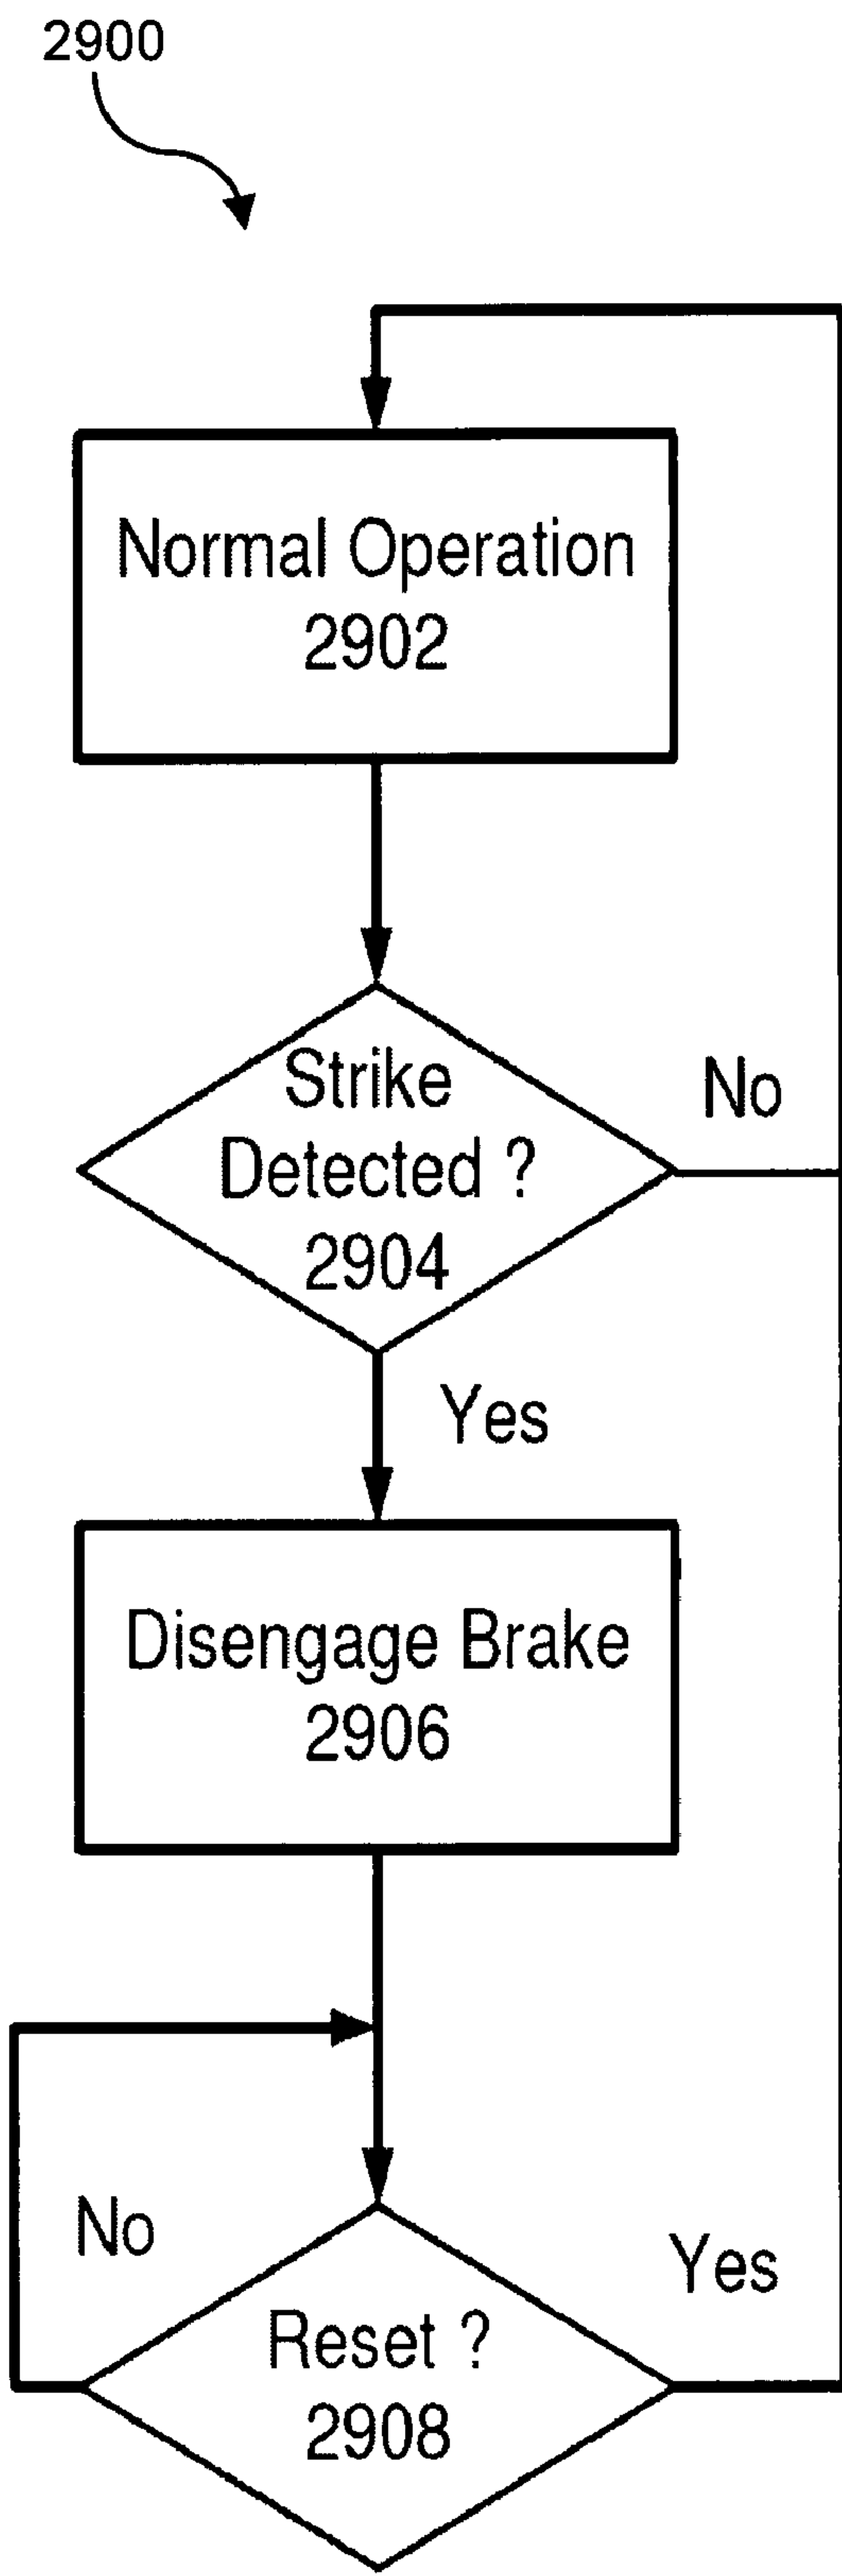 2900
Normal Operation
2902
Strike
Detected ?
2904
No
Yes
Disengage Brake
2906
No
Yes
Reset ?
2908